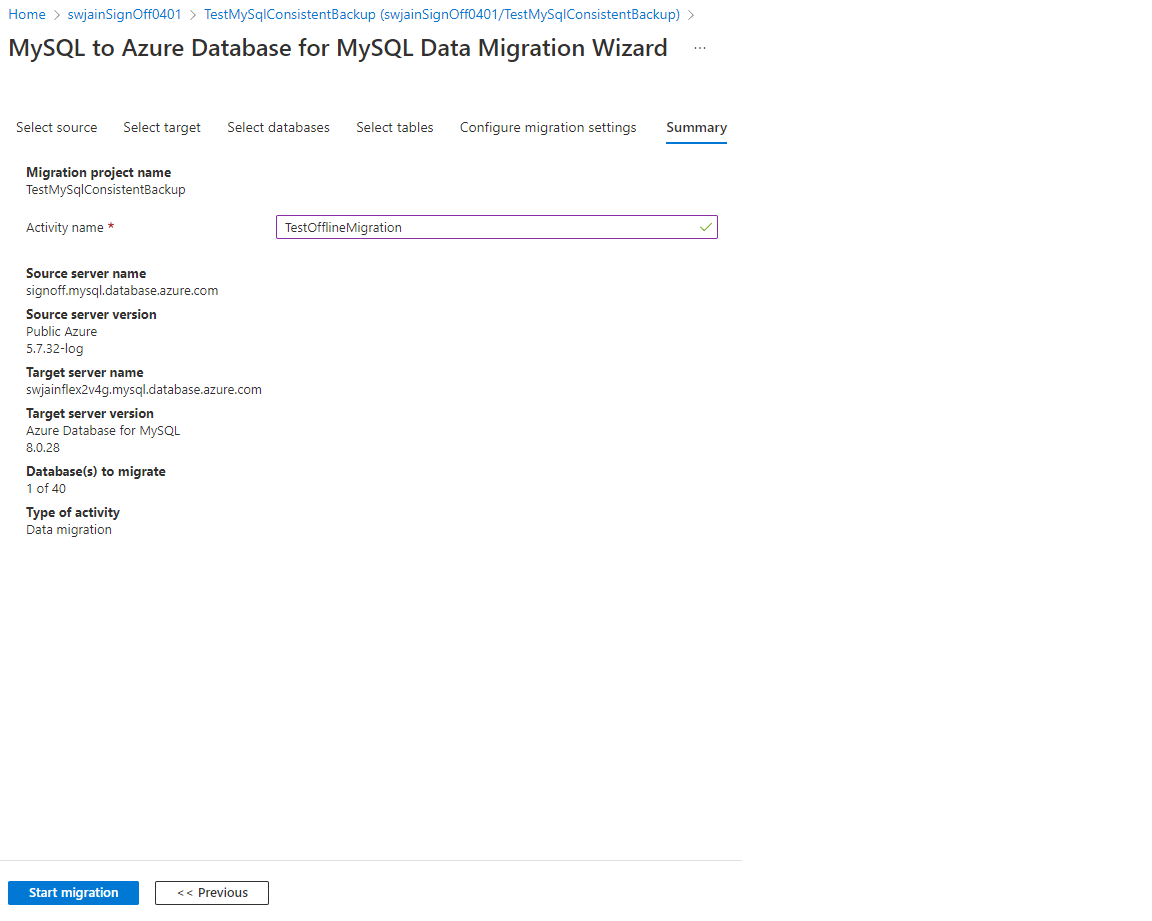 Home > swjainSignOff0401 > TestMySqlConsistentBackup (swjainSignOff0401/TestMySqlConsistentBackup) >
MySQL to Azure Database for MySQL Data Migration Wizard ...
Select source Select target Select databases Select tables Configure migration settings Summary
Migration project name
TestMySqlConsistentBackup
Activity name * TestOfflineMigration
Source server name
signoff.mysql.database.azure.com
Source server version
Public Azure
5.7.32-log
Target server name
swjainflex2v4g.mysql.database.azure.com
Target server version
Azure Database for MySQL
8.0.28
Database(s) to migrate
1 of 40
Type of activity
Data migration
Start migration << Previous